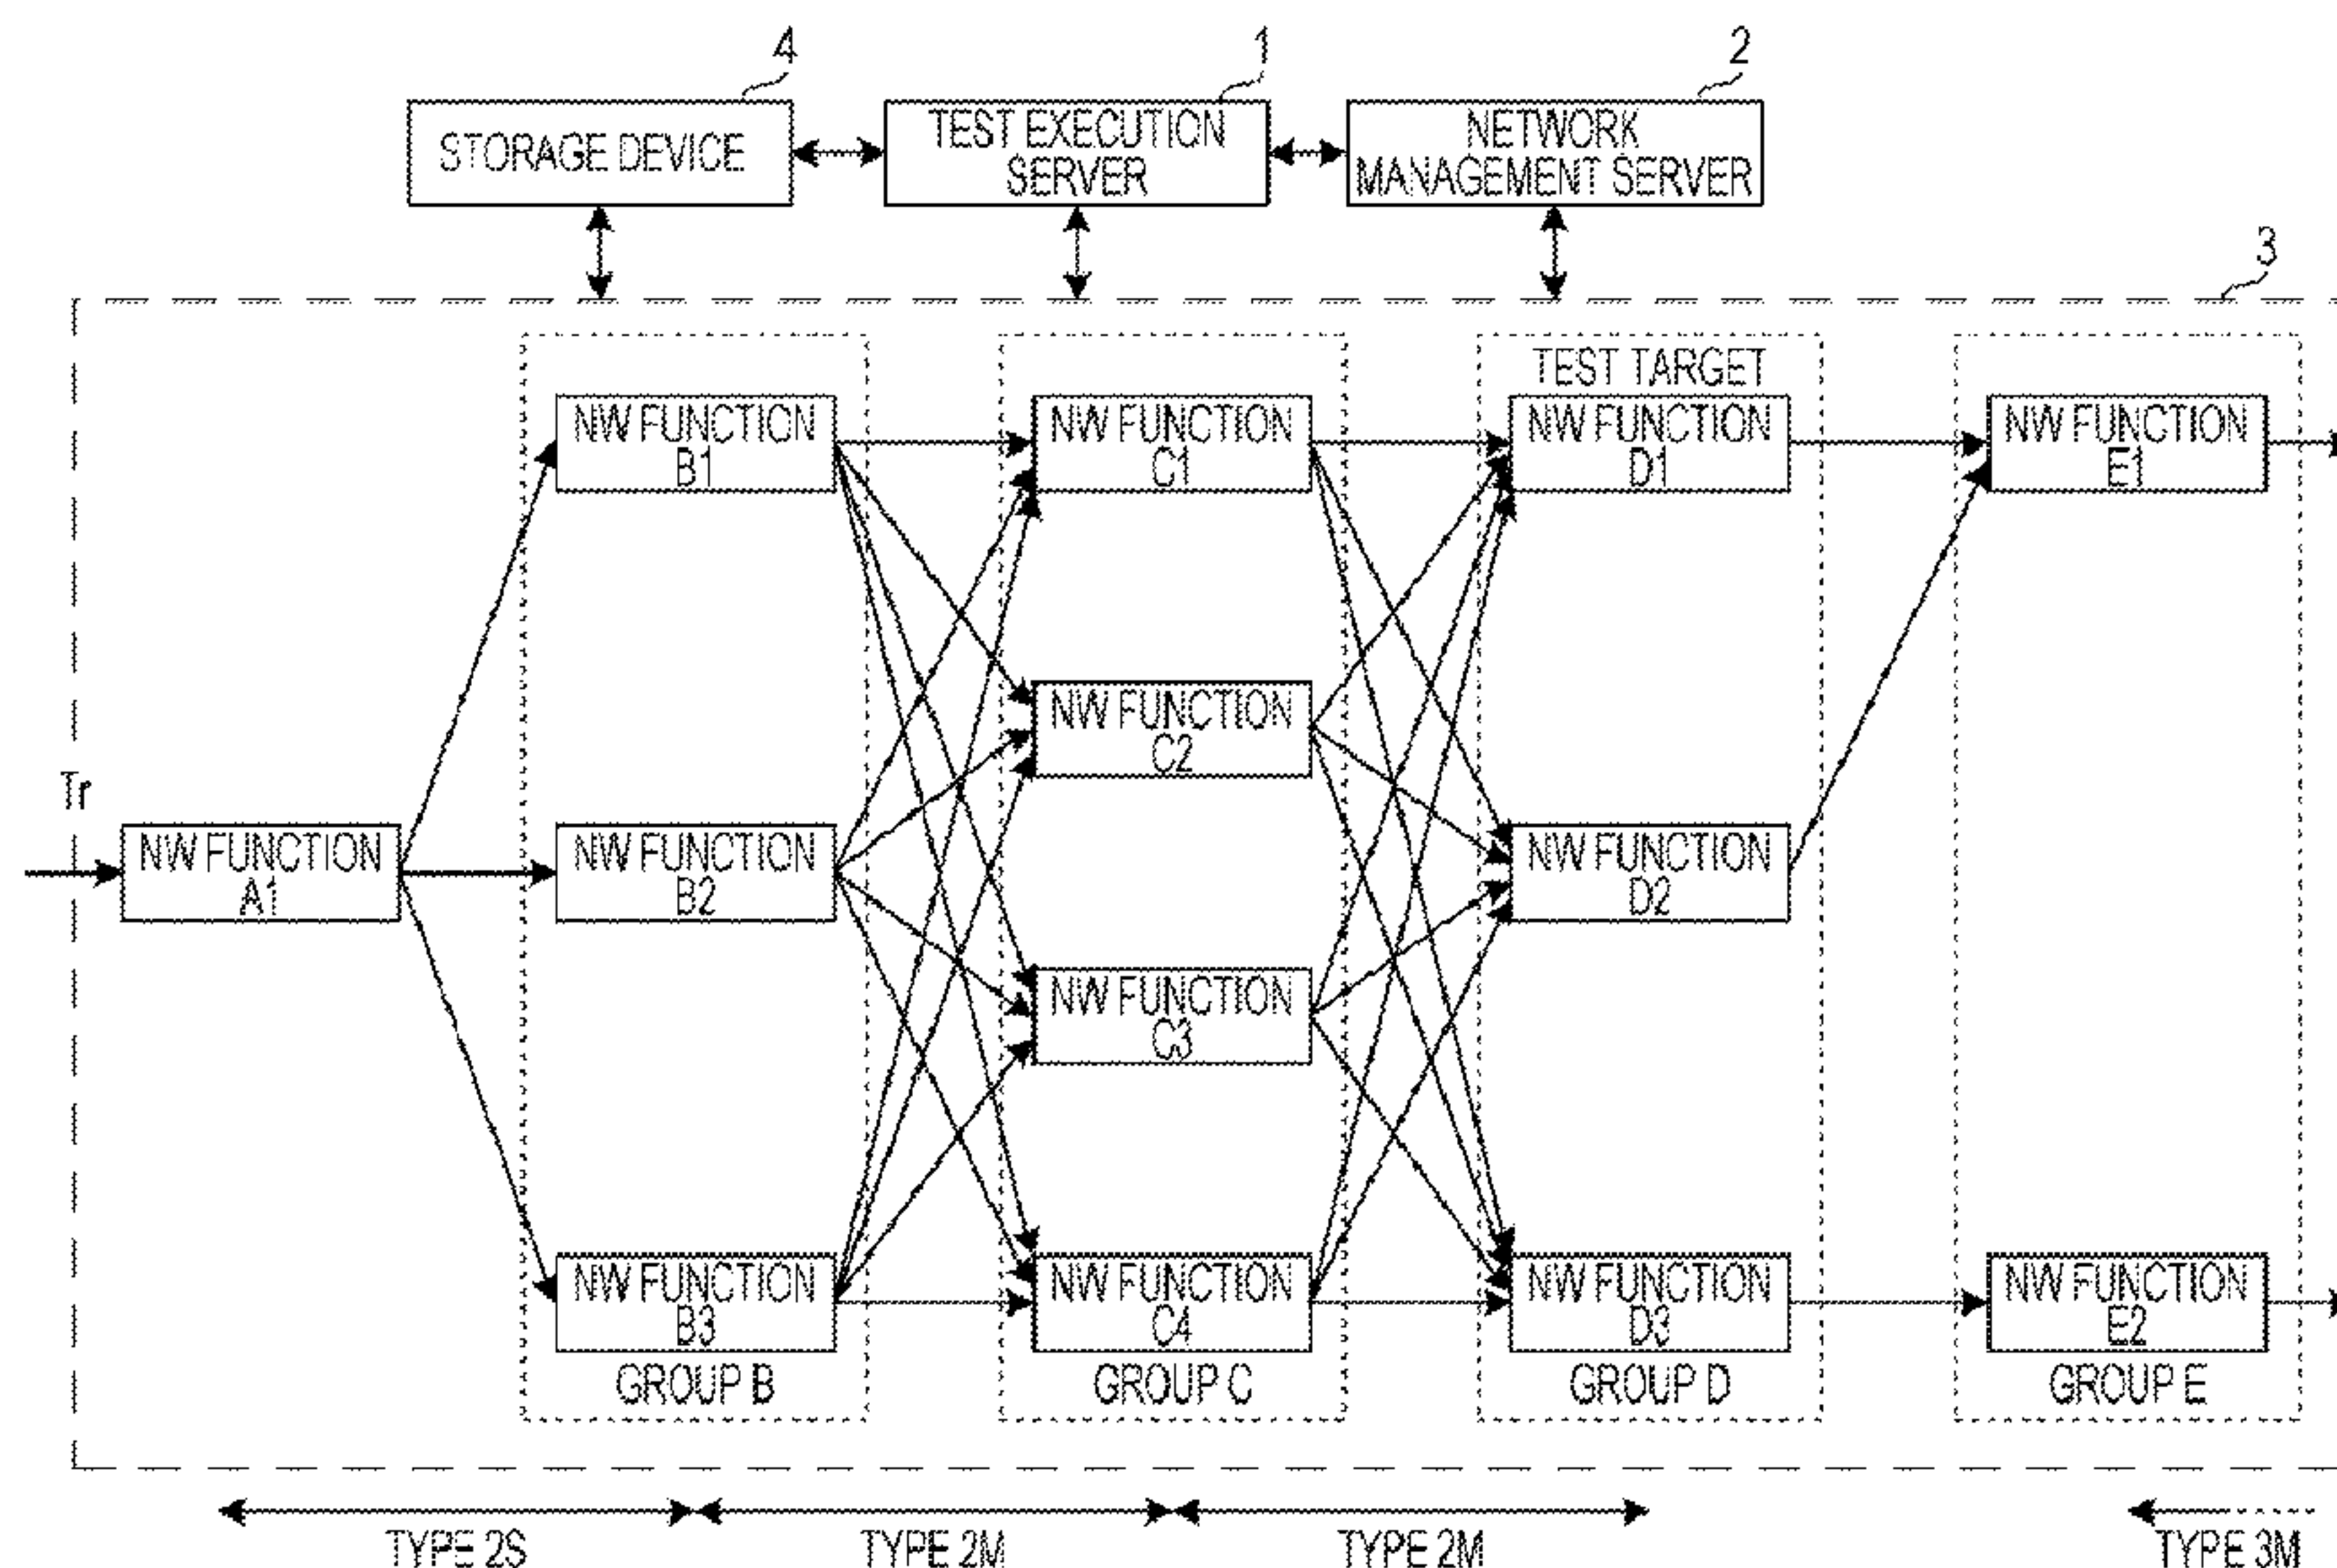 4
1
2
STORAGE DEVICE
TEST EXECUTION
SERVER
NETWORK
MANAGEMENT SERVER
3
TEST TARGET
NW FUNCTION
B1
NW FUNCTION
C1
NW FUNCTION
D1
NW FUNCTION
E1
NW FUNCTION
C2
Tr
NW FUNCTION
A1
NW FUNCTION
B2
NW FUNCTION
D2
NW FUNCTION
C3
NW FUNCTION
B3
NW FUNCTION
C4
NW FUNCTION
D3
NW FUNCTION
E2
GROUP B
GROUP C
GROUP D
GROUP E
TYPE 2S
TYPE 2M
TYPE 2M
TYPE 3M